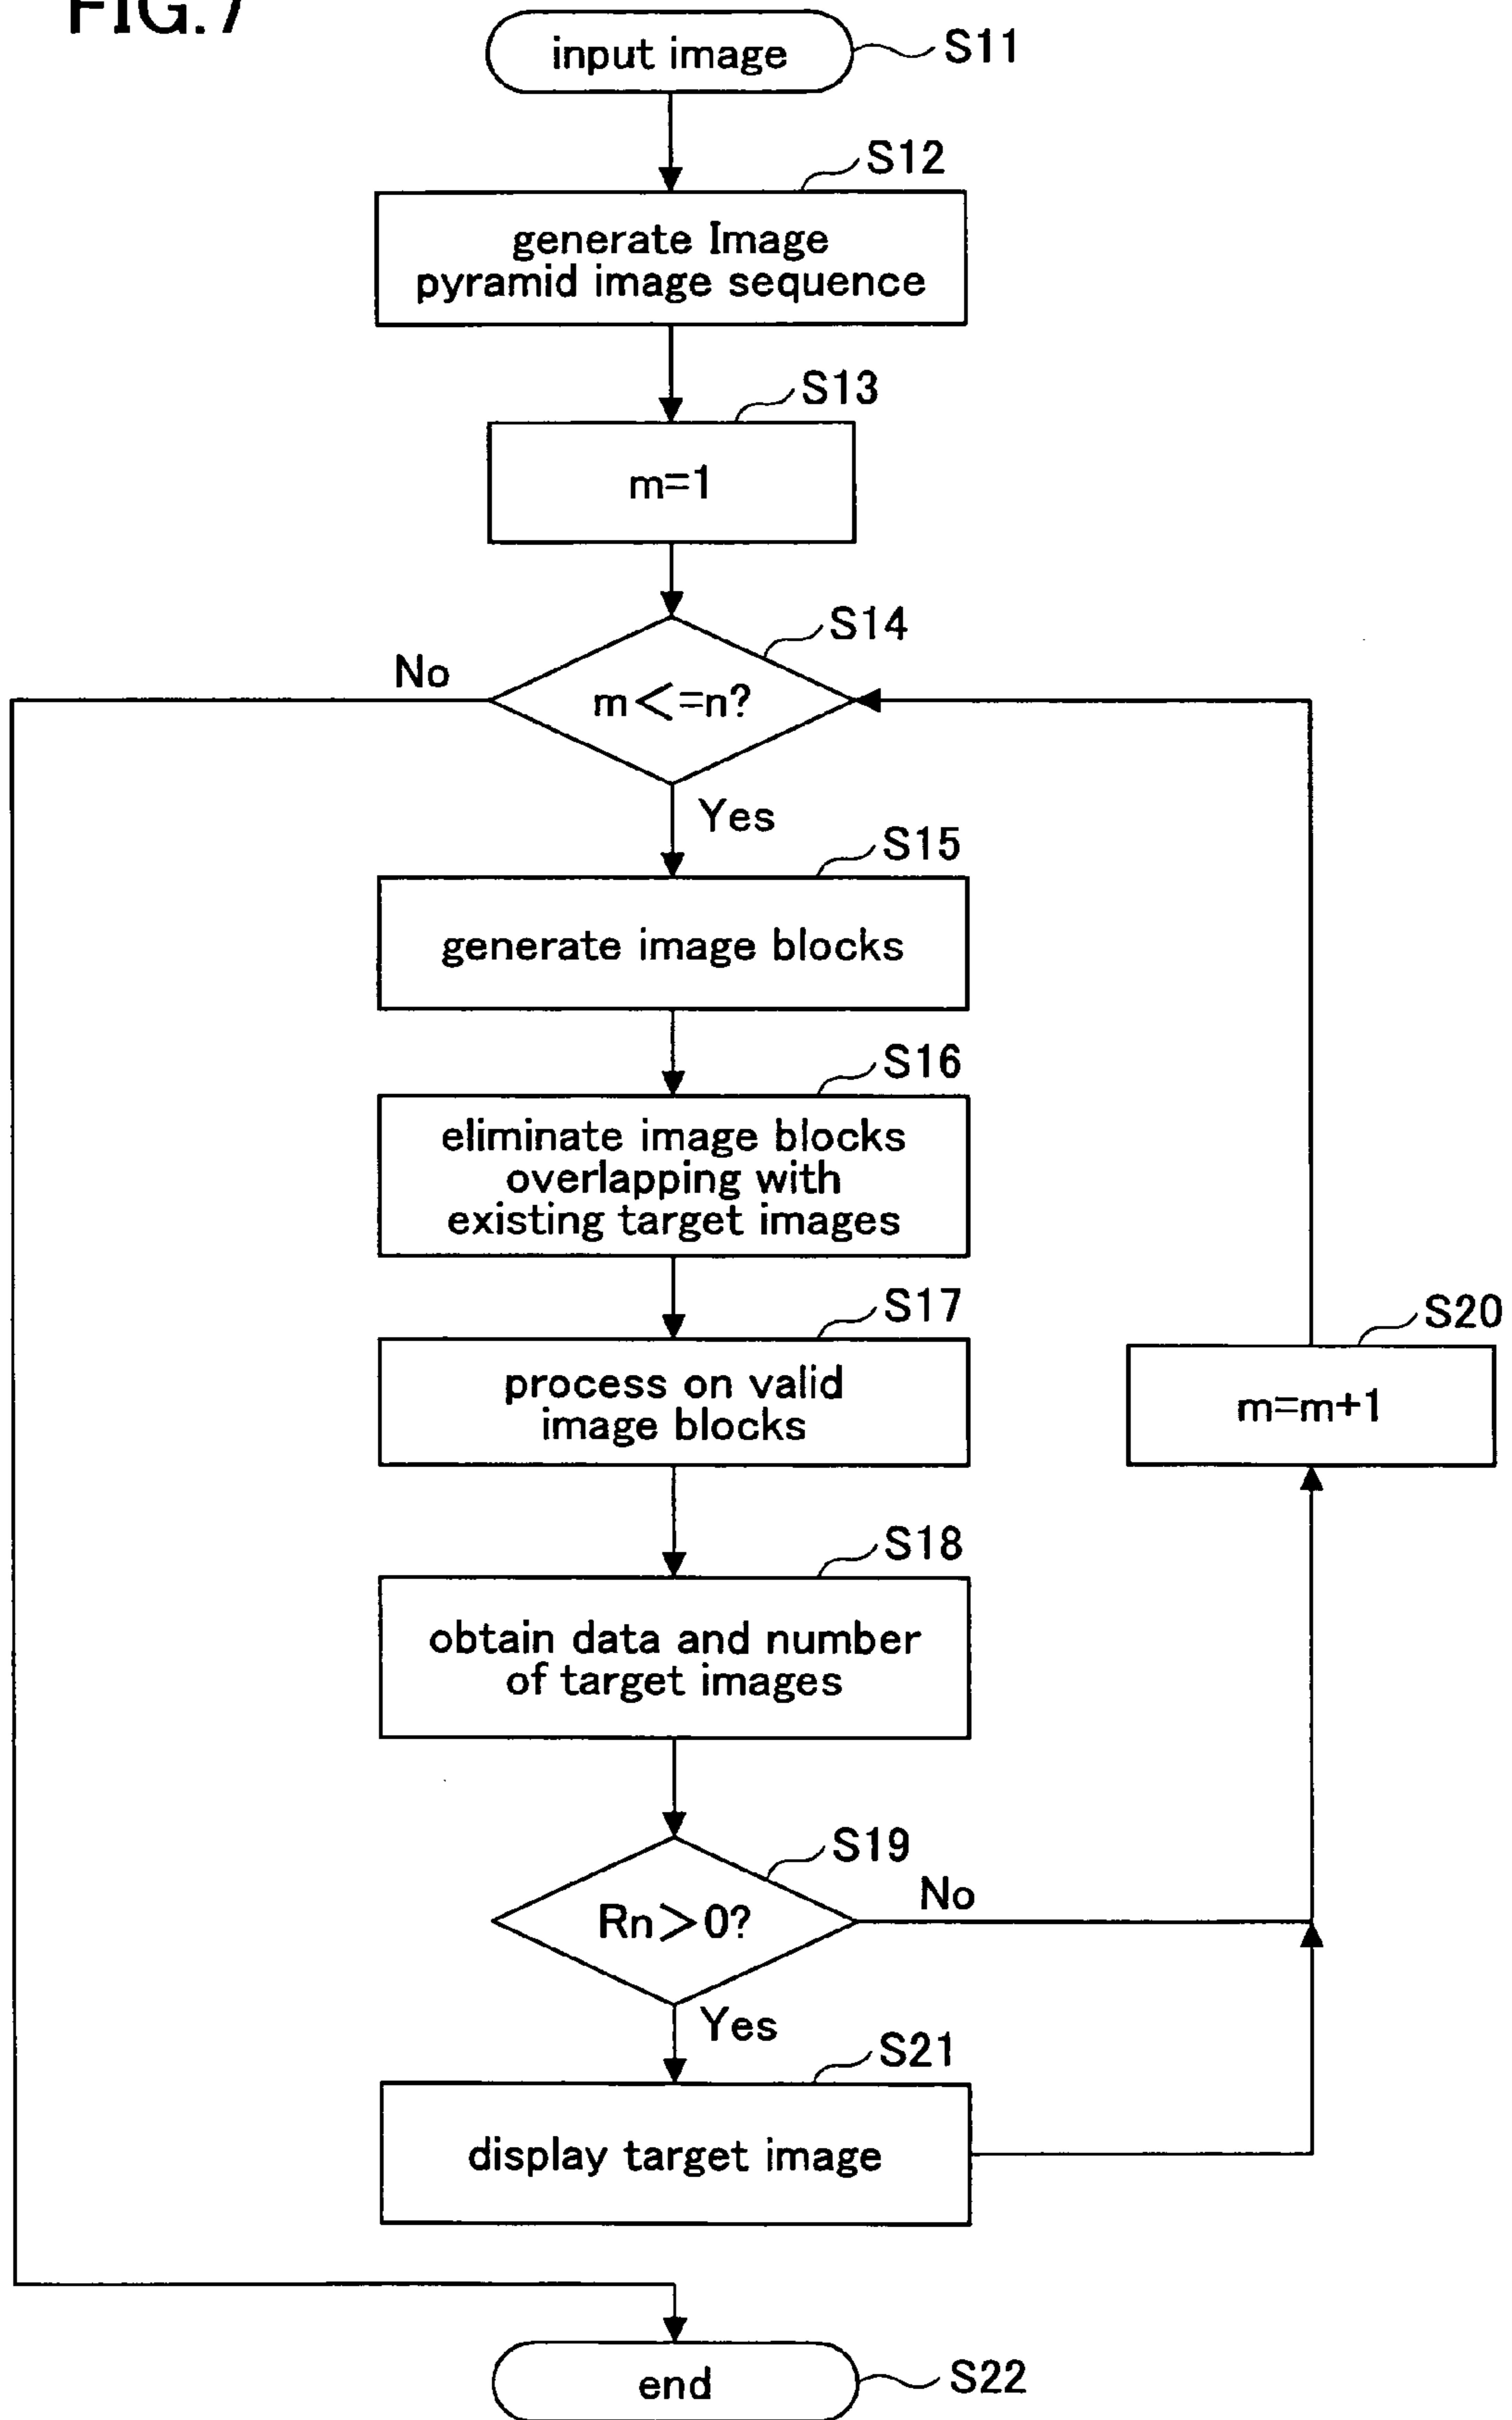 FIG.7
input image
S11
S12
generate Image
pyramid image sequence
S13
m=1
S14
No
m<=n?
Yes
S15
generate image blocks
S16
eliminate image blocks
overlapping with
existing target images
S17
process on valid
image blocks
S20
m=m+1
S18
obtain data and number
of target images
S19
Rn>0?
No
Yes
S21
display target image
end
S22